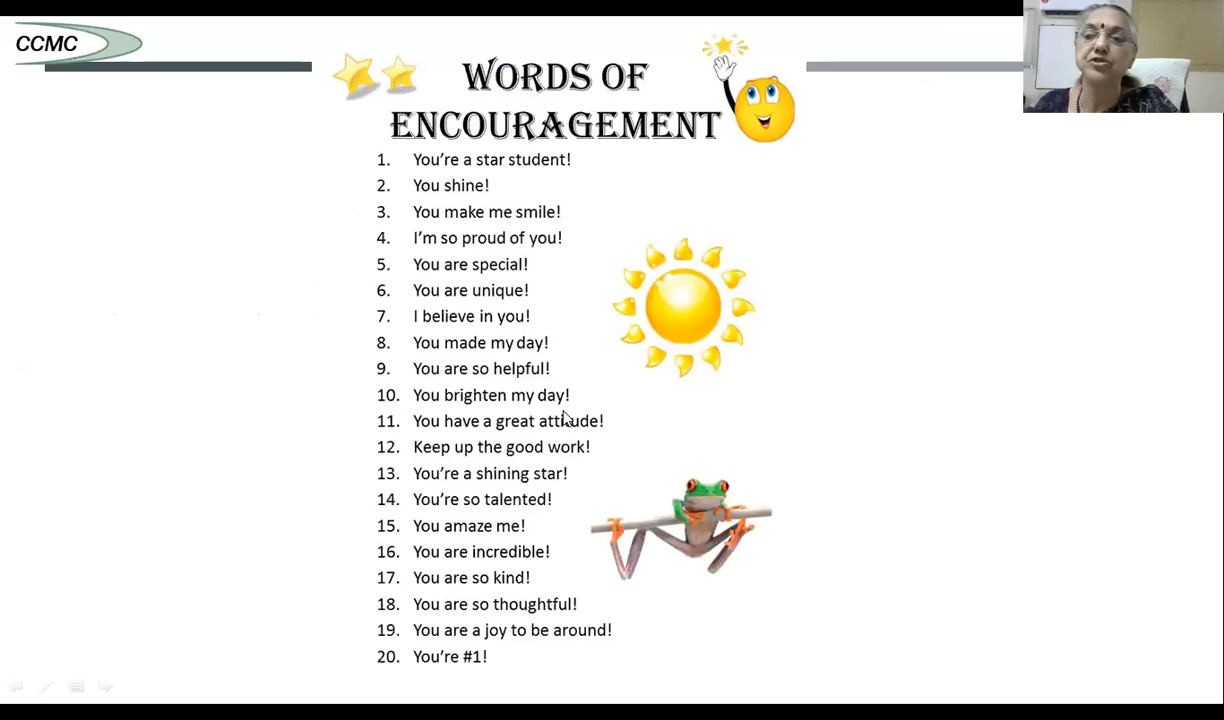 CCMC
WORDS OF
ENCOURAGEMENT
1. You’re a star student!
2. You shine!
3. You make me smile!
4. I’m so proud of you!
5. You are special!
6. You are unique!
7. I believe in you!
8. You made my day!
9. You are so helpful!
10. You brighten my day!
11. You have a great attitude!
12. Keep up the good work!
13. You’re a shining star!
14. You’re so talented!
15. You amaze me!
16. You are incredible!
17. You are so kind!
18. You are so thoughtful!
19. You are a joy to be around!
20. You’re #1!